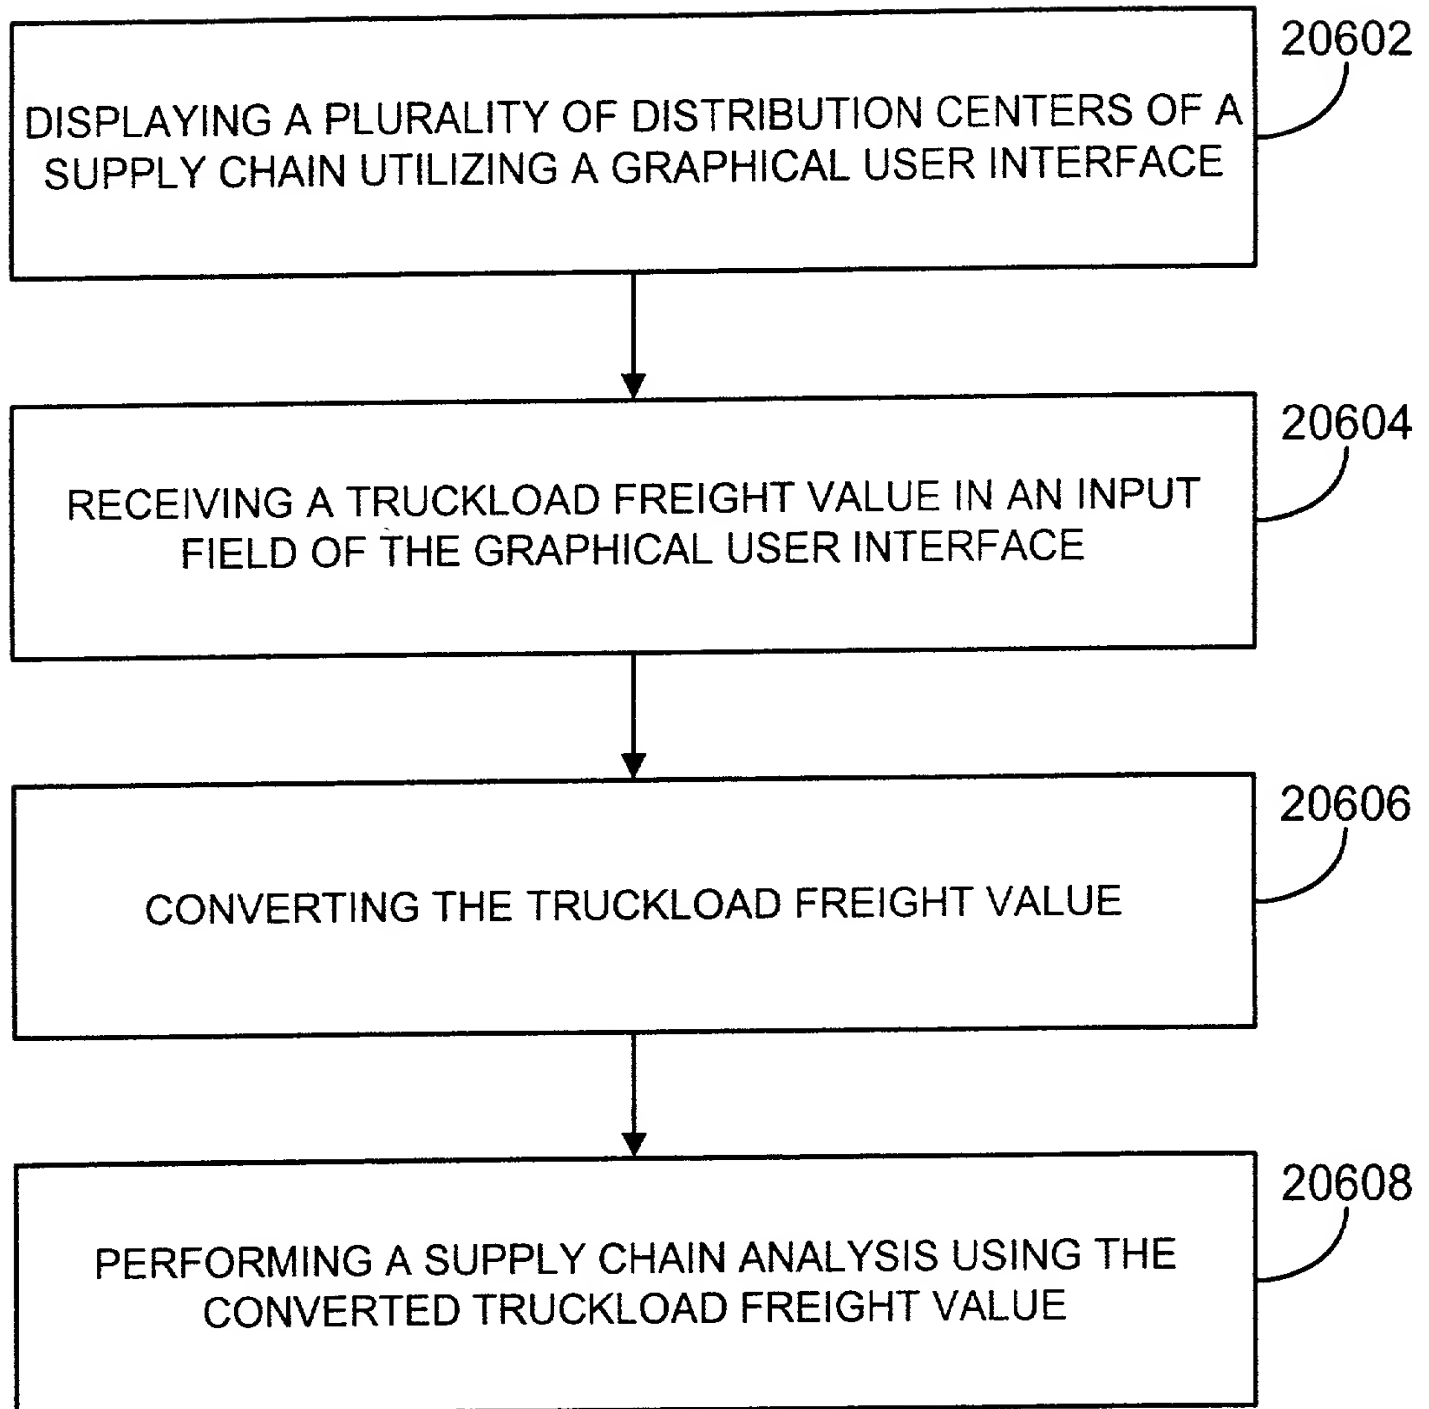 20602
DISPLAYING A PLURALITY OF DISTRIBUTION CENTERS OF A
SUPPLY CHAIN UTILIZING A GRAPHICAL USER INTERFACE
20604
RECEIVING A TRUCKLOAD FREIGHT VALUE IN AN INPUT
FIELD OF THE GRAPHICAL USER INTERFACE
20606
CONVERTING THE TRUCKLOAD FREIGHT VALUE
20608
PERFORMING A SUPPLY CHAIN ANALYSIS USING THE
CONVERTED TRUCKLOAD FREIGHT VALUE